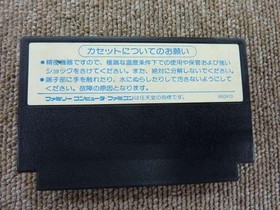 カセットについてのお願い
●精密機器ですので、極端な温度条件下での使用や保管および強い
ショックをさけてください。また、絶対に分解しないでください。
●端子部に手を触れたり、水にぬらしたりして汚さないようにして
ください。故障の原因となります。
ファミリーコンピュータ ファミコンは任天堂の商標です。